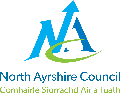 North Ayrshire Council
Comhairle Siorrachd Àir a Tuath